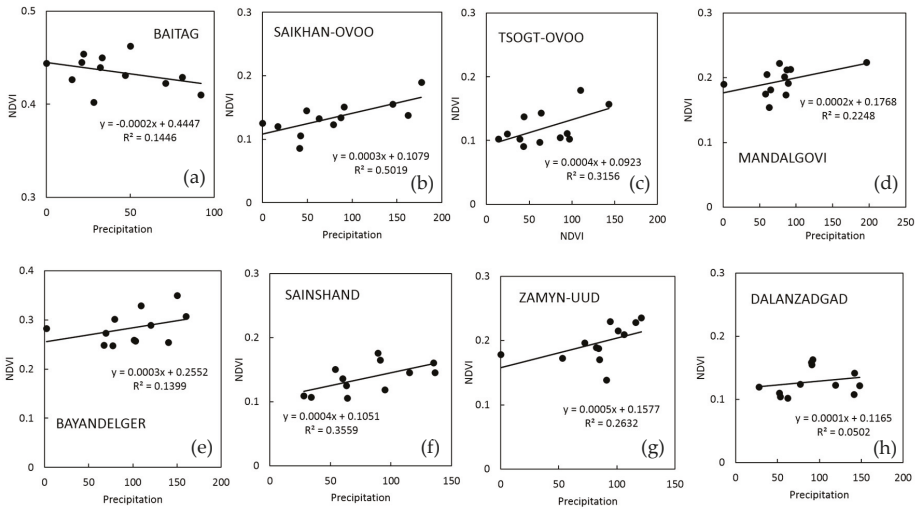 BAITAG
0.5
0.4
0.3
NDVI
y = -0.0002x + 0.4447
R² = 0.1446
(a)
0
50
100
Precipitation
SAIKHAN-OVOO
0.3
0.2
0.1
0
NDVI
y = 0.0003x + 0.1079
R² = 0.5019
(b)
0
50
100
150
200
Precipitation
TSOGT-OVOO
0.3
0.2
0.1
0
NDVI
y = 0.0004x + 0.0923
R² = 0.3156
(c)
0
50
100
150
200
NDVI
0.3
0.2
0.1
0
NDVI
y = 0.0002x + 0.1768
R² = 0.2248
MANDALGOVI
(d)
0
50
100
150
200
250
Precipitation
0.4
0.3
0.2
0.1
0
NDVI
y = 0.0003x + 0.2552
R² = 0.1399
BAYANDELGER
(e)
0
50
100
150
200
Precipitation
SAINSHAND
0.3
0.2
0.1
0
NDVI
y = 0.0004x + 0.1051
R² = 0.3559
(f)
0
50
100
150
Precipitation
ZAMYN-UUD
0.3
0.2
0.1
0
NDVI
y = 0.0005x + 0.1577
R² = 0.2632
(g)
0
50
100
150
Precipitation
DALANZADGAD
0.3
0.2
0.1
0
NDVI
y = 0.0001x + 0.1165
R² = 0.0502
(h)
0
50
100
150
200
Precipitation